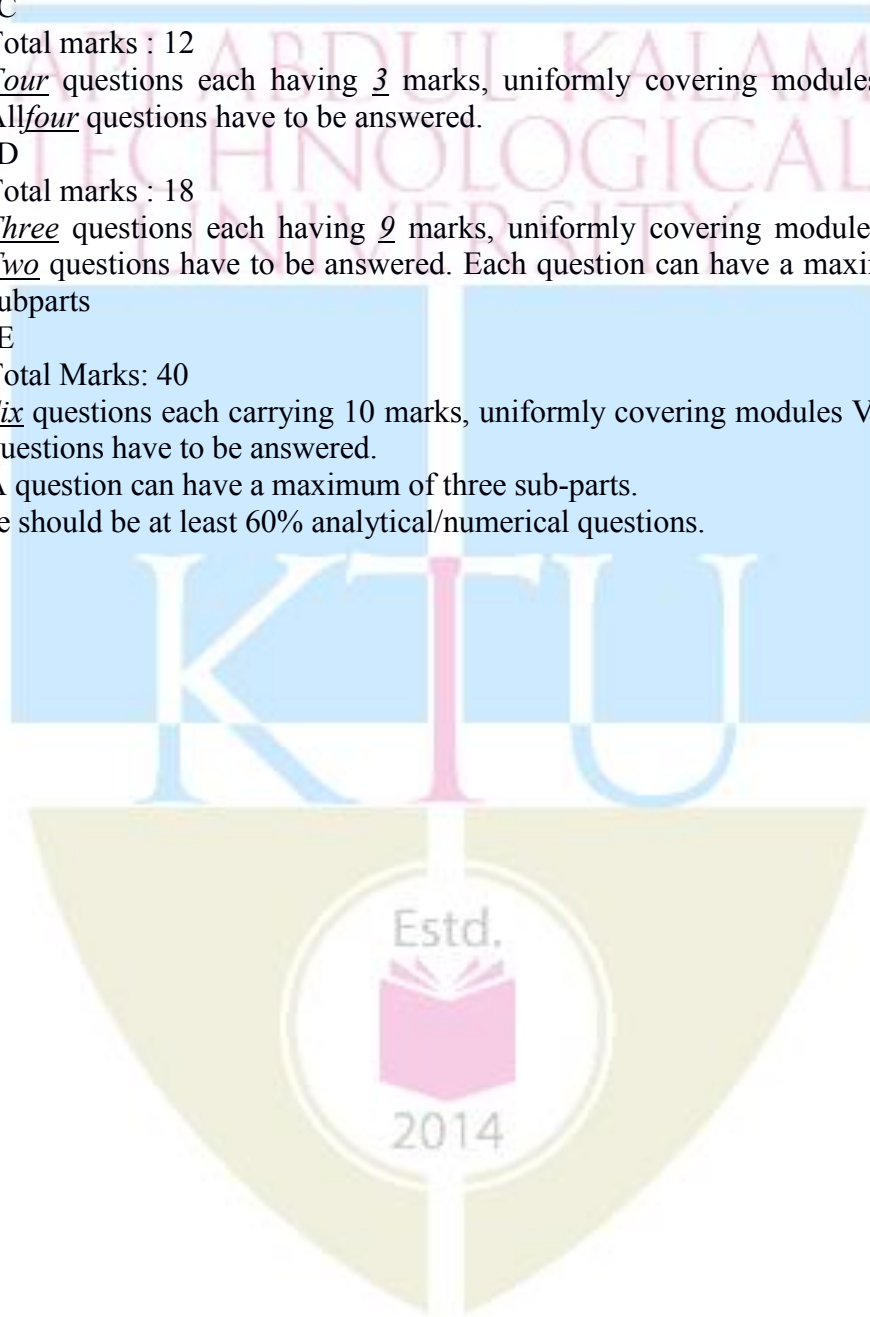 C
Total marks : 12
Four questions each having 3 marks, uniformly covering modules
All four questions have to be answered.
D
Total marks : 18
Three questions each having 9 marks, uniformly covering module
Two questions have to be answered. Each question can have a maxi
ubparts
E
Total Marks: 40
ix questions each carrying 10 marks, uniformly covering modules V
uestions have to be answered.
A question can have a maximum of three sub-parts.
e should be at least 60% analytical/numerical questions.
API ABDUL KALAM
TECHNOLOGICAL
UNIVERSITY
KTU
Estd.
2014